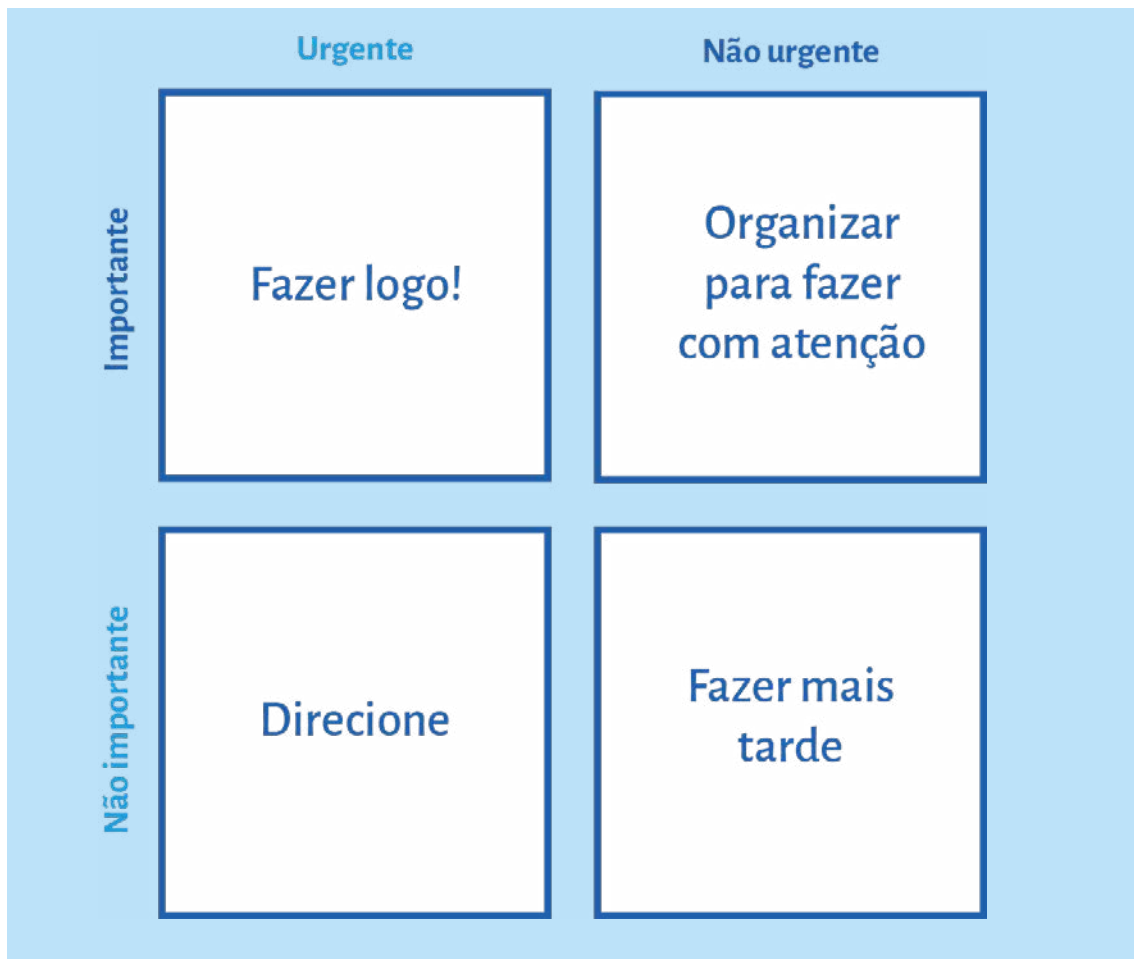 Urgente
Não urgente
Importante
Fazer logo!
Organizar
para fazer
com atenção
Não importante
Direcione
Fazer mais
tarde